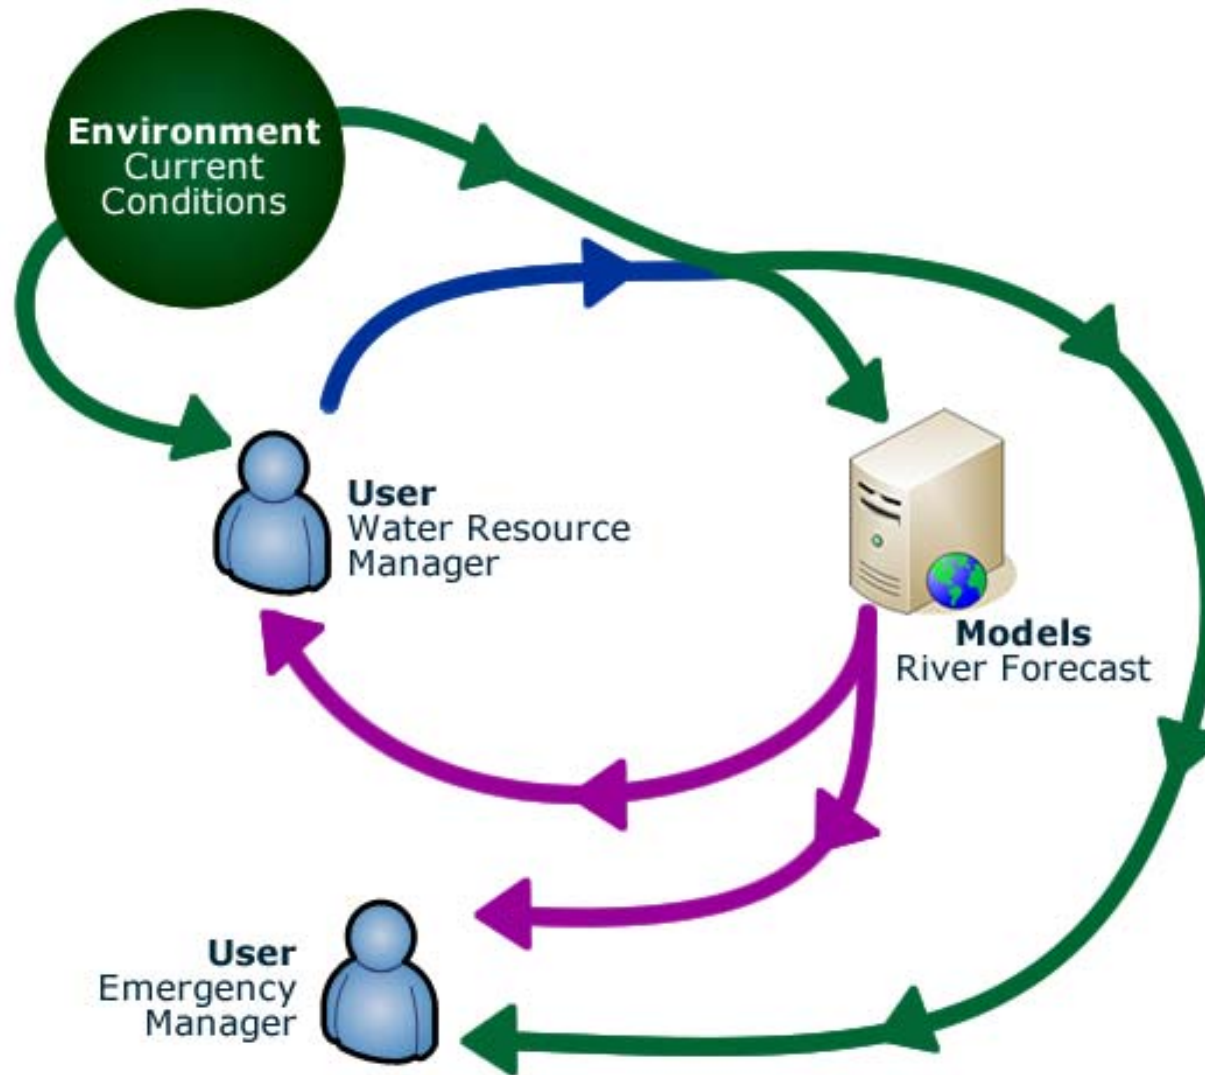 Environment
Current
Conditions
User
Water Resource
Manager
Models
River Forecast
User
Emergency
Manager